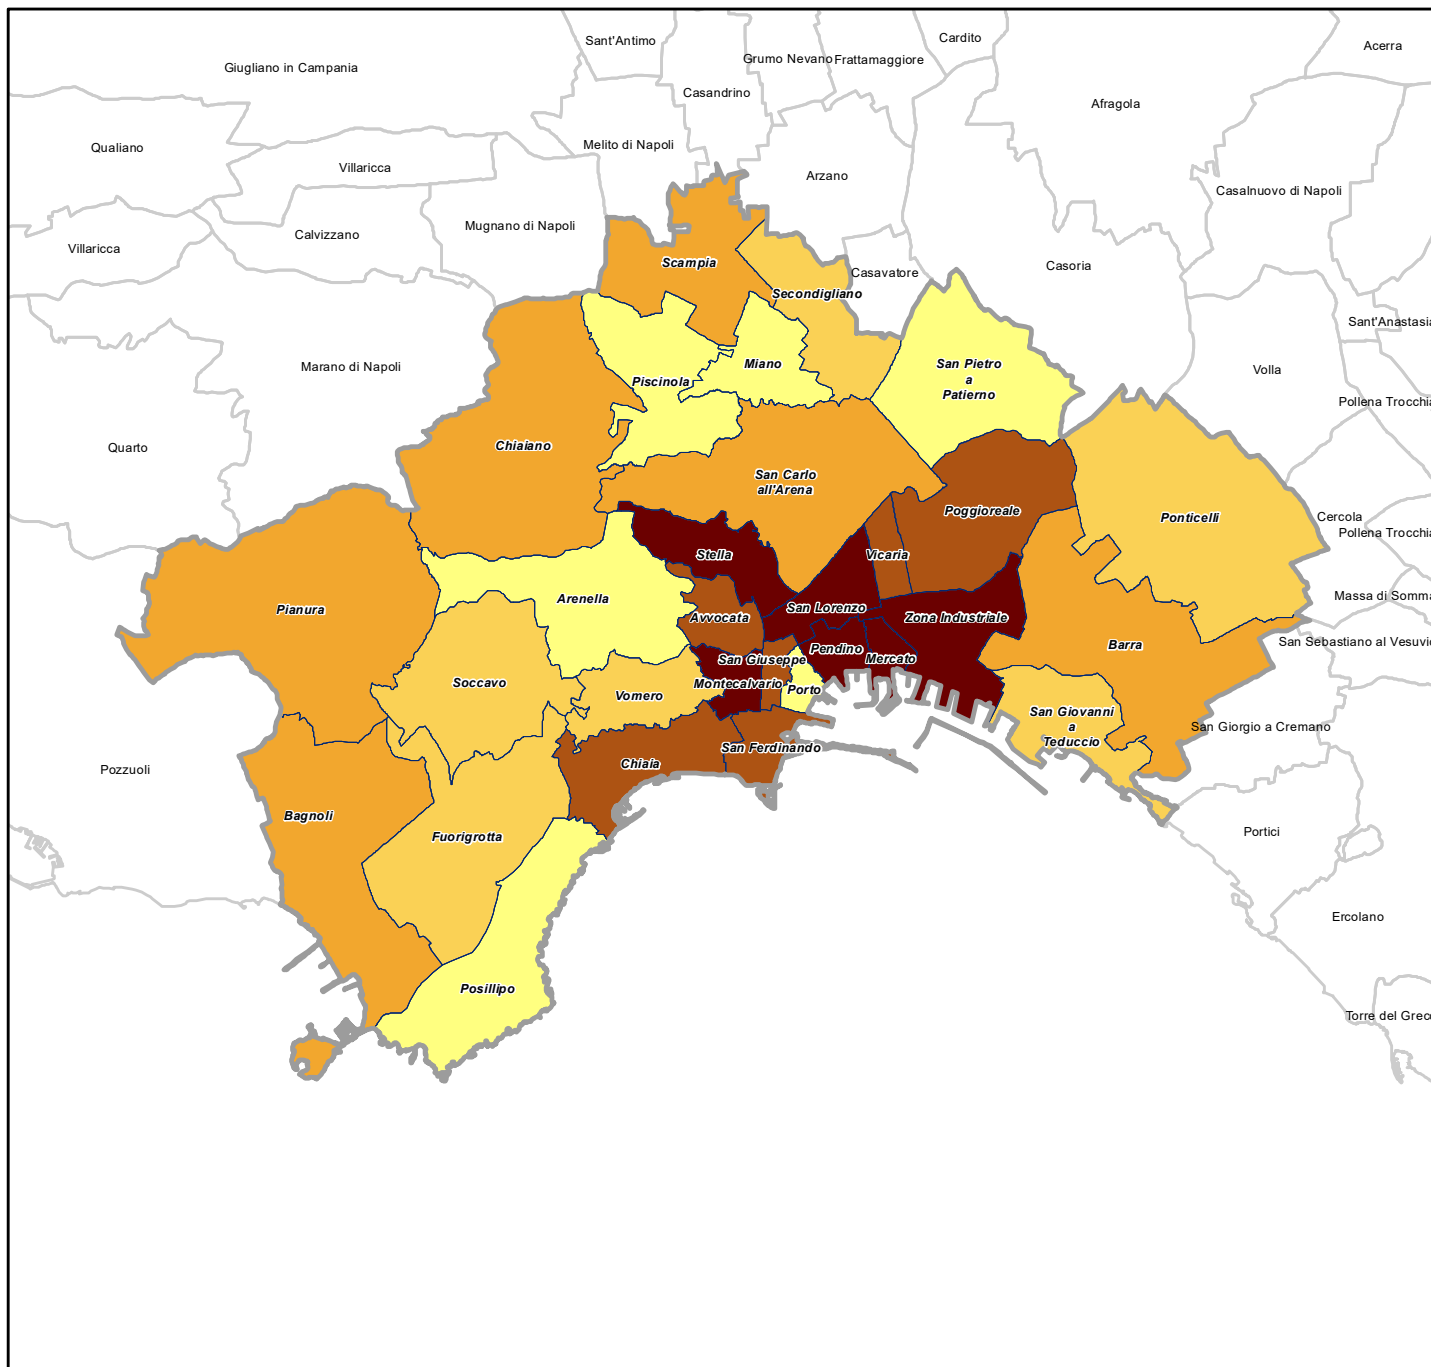 Sant'Antimo
Cardito
Acerra
Giugliano in Campania
Grumo Nevano
Frattamaggiore
Casandrino
Afragola
Qualiano
Melito di Napoli
Villaricca
Arzano
Casalnuovo di Napoli
Mugnano di Napoli
Calvizzano
Villaricca
Scampia
Casavatore
Casoria
Secondigliano
Sant'Anastasia
Marano di Napoli
Miano
San Pietro
a
Patierno
Volla
Piscinola
Pollena Trocchia
Quarto
Chiaiano
San Carlo
all'Arena
Poggioreale
Ponticelli
Cercola
Pollena Trocchia
Stella
Vicaria
Massa di Somma
Pianura
Arenella
San Lorenzo
Avvocata
Zona Industriale
Barra
San Sebastiano al Vesuvio
Pendino
San Giuseppe
Mercato
Soccavo
Montecalvario
Porto
Vomero
San Giovanni
a
Teduccio
San Giorgio a Cremano
San Ferdinando
Pozzuoli
Chiaia
Bagnoli
Fuorigrotta
Portici
Ercolano
Posillipo
Torre del Greco